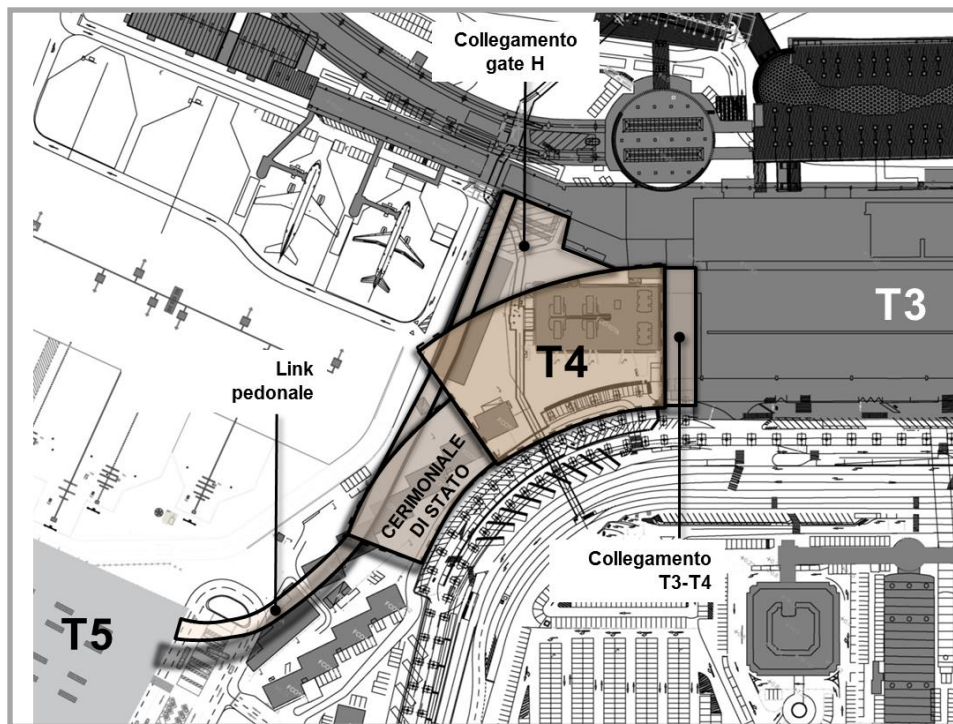 Collegamento
gate H
T3
T4
Link
pedonale
CERIMONIALE
DI STATO
Collegamento
T3-T4
T5